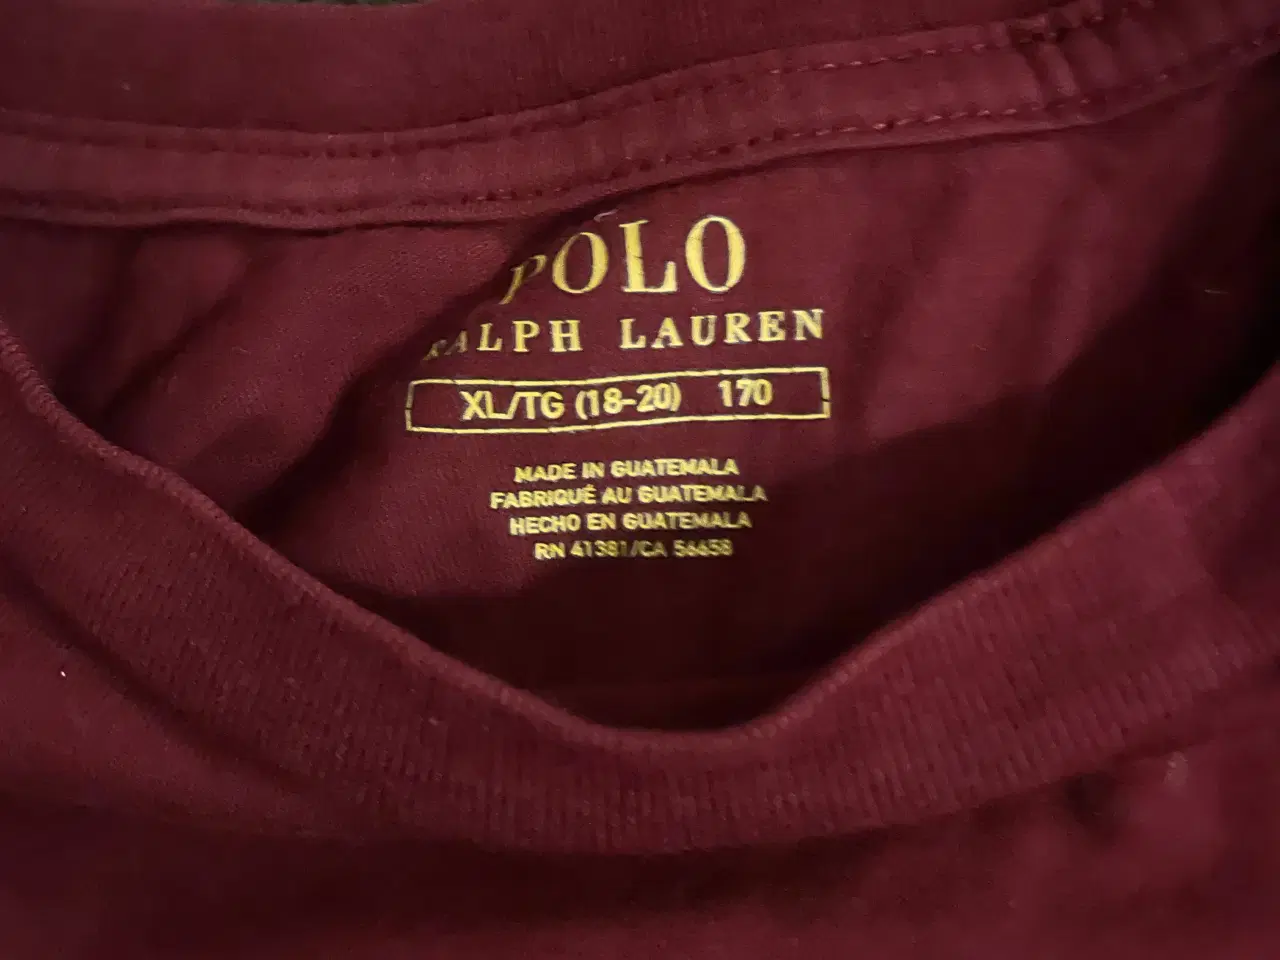 POLO
RALPH LAUREN
XL/TG (18-20) 170
MADE IN GUATEMALA
FABRIQUÉ AU GUATEMALA
HECHO EN GUATEMALA
RN 41381/CA 56658